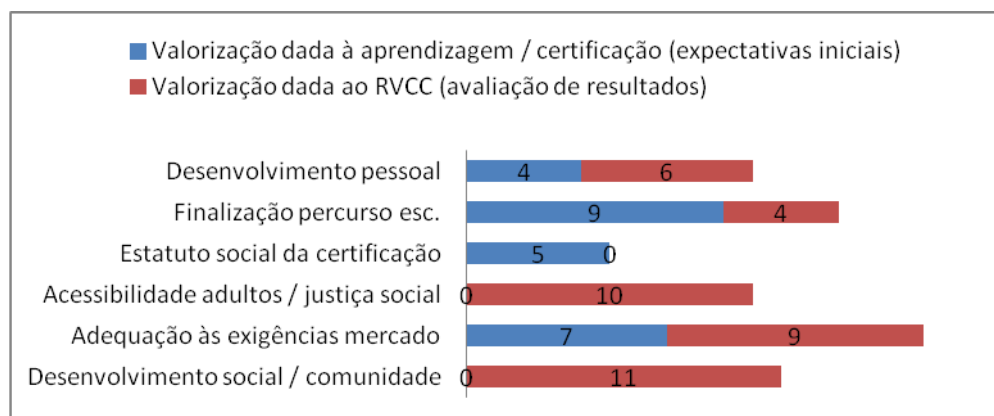 Valorização dada à aprendizagem / certificação (expectativas iniciais)
Valorização dada ao RVCC (avaliação de resultados)
Desenvolvimento pessoal 4 6
Finalização percurso esc. 9 4
Estatuto social da certificação 5 0
Acessibilidade adultos / justiça social 0 10
Adequação às exigências mercado 7 9
Desenvolvimento social / comunidade 0 11